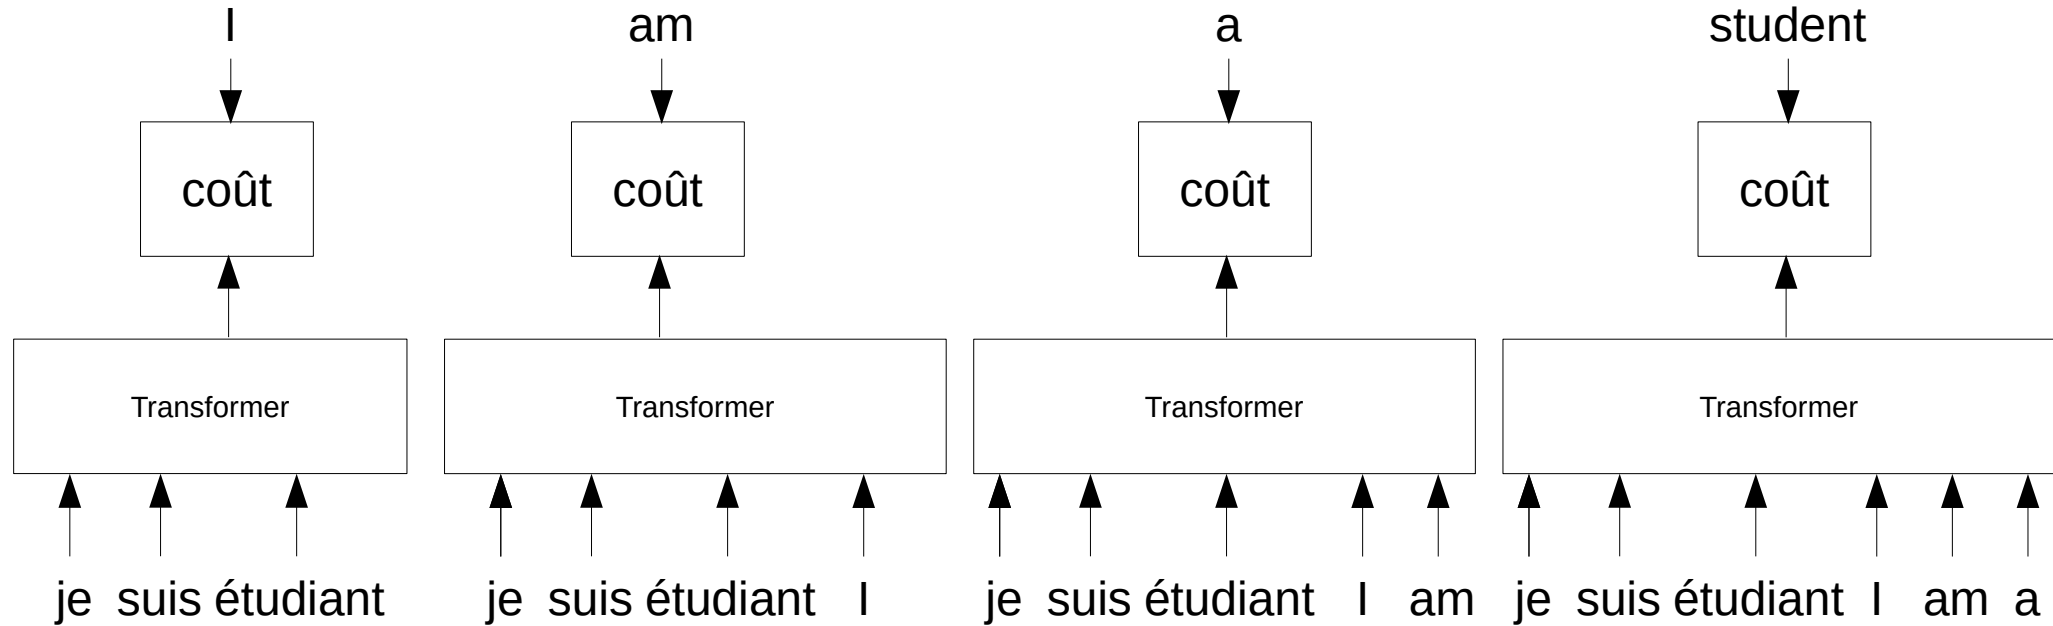 I am a student
coût coût coût coût
Transformer Transformer Transformer Transformer
je suis étudiant je suis étudiant I je suis étudiant I am je suis étudiant I am a